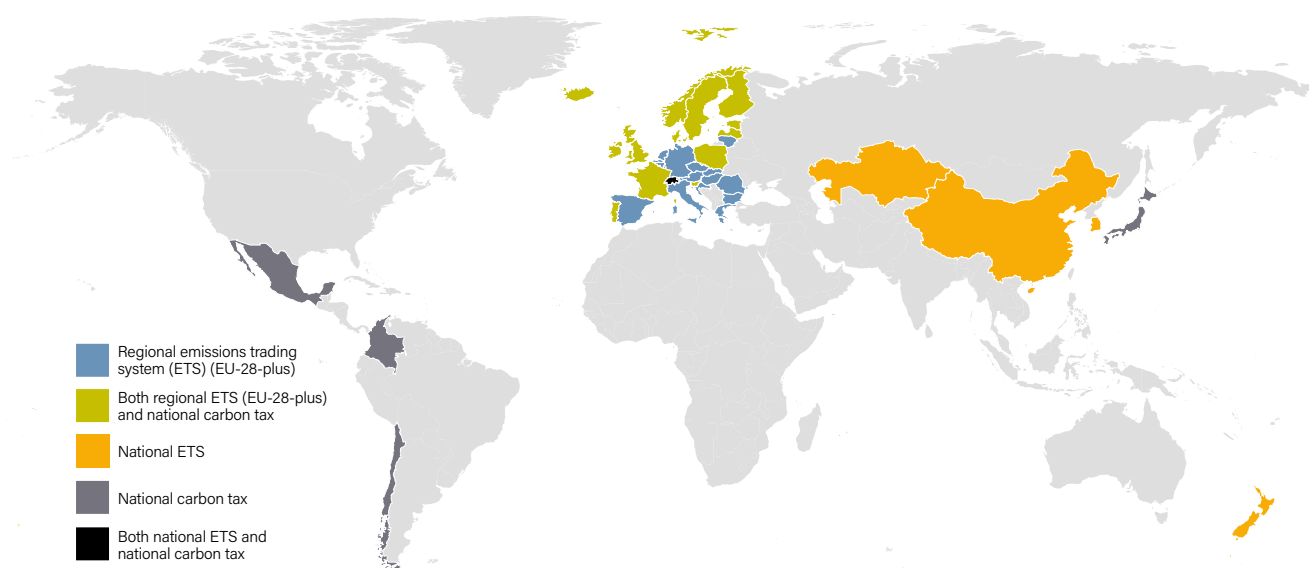 Regional emissions trading
system (ETS) (EU-28-plus)
Both regional ETS (EU-28-plus)
and national carbon tax
National ETS
National carbon tax
Both national ETS and
national carbon tax